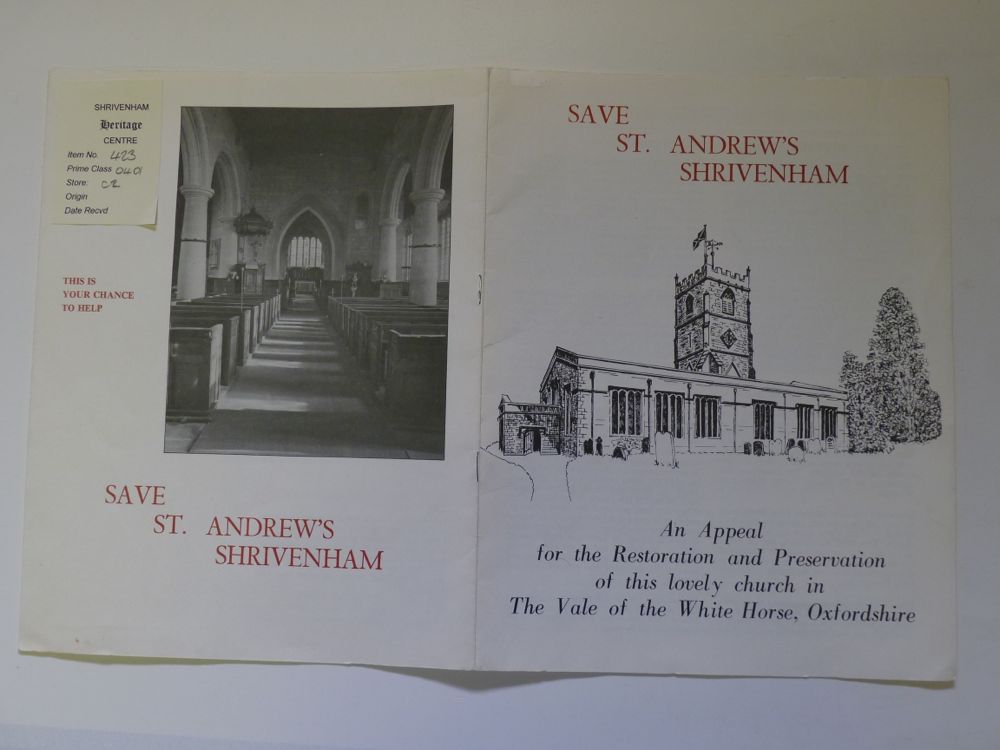 SHRIVENHAM
Heritage
CENTRE
Item No. 423
Prime Class 0401
Store: C2
Origin
Date Recvd
THIS IS
YOUR CHANCE
TO HELP
SAVE
ST. ANDREW'S
SHRIVENHAM
SAVE
ST. ANDREW'S
SHRIVENHAM
An Appeal
for the Restoration and Preservation
of this lovely church in
The Vale of the White Horse, Oxfordshire